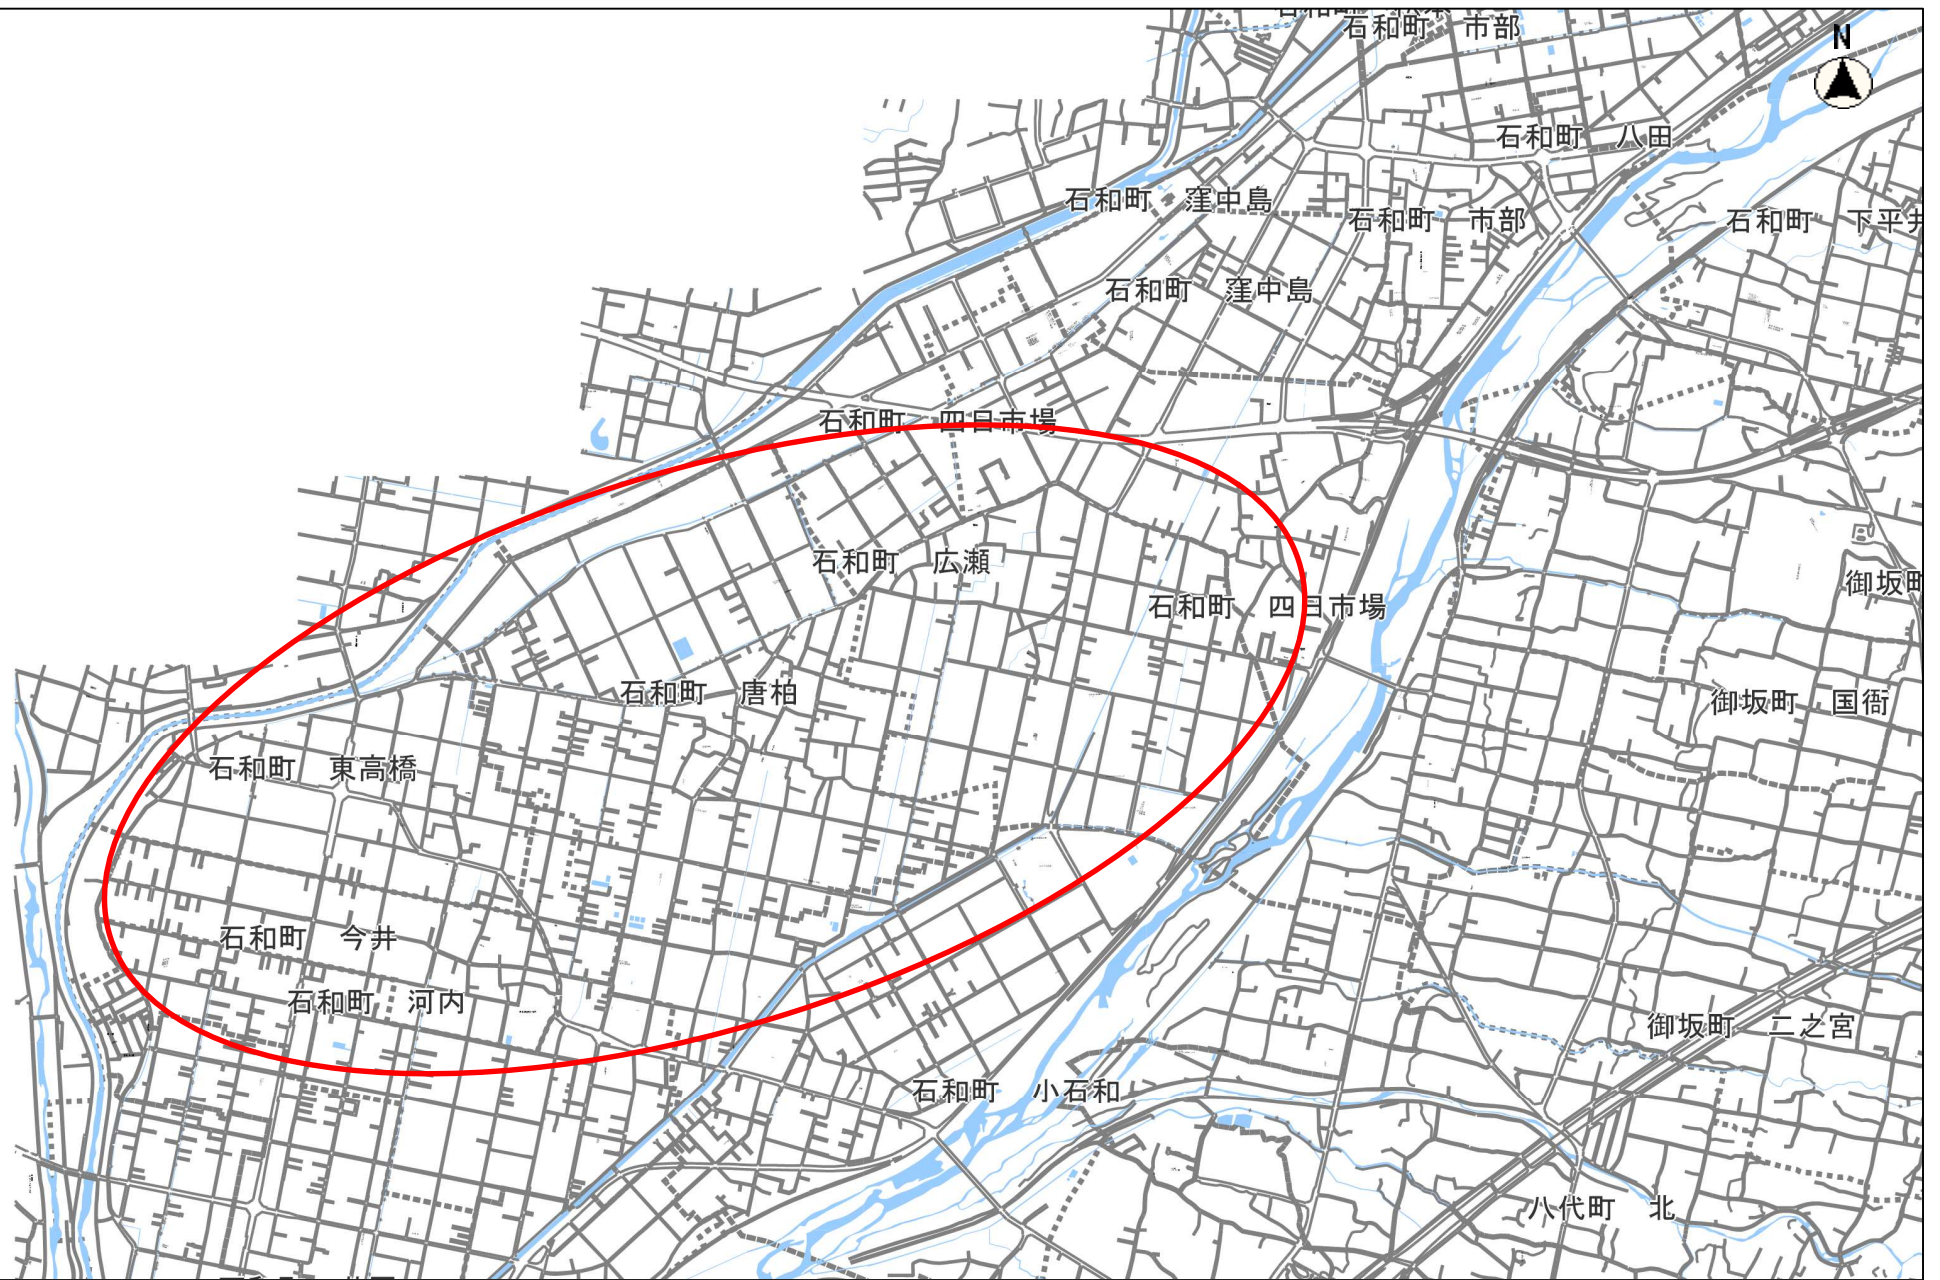 石和町 市部
N
石和町 八田
石和町 窪中島
石和町 市部
石和町 下平井
石和町 窪中島
石和町 四日市場
石和町 広瀬
御坂町
石和町 四日市場
石和町 唐柏
御坂町 国衙
石和町 東高橋
石和町 今井
石和町 河内
御坂町 二之宮
石和町 小石和
八代町 北